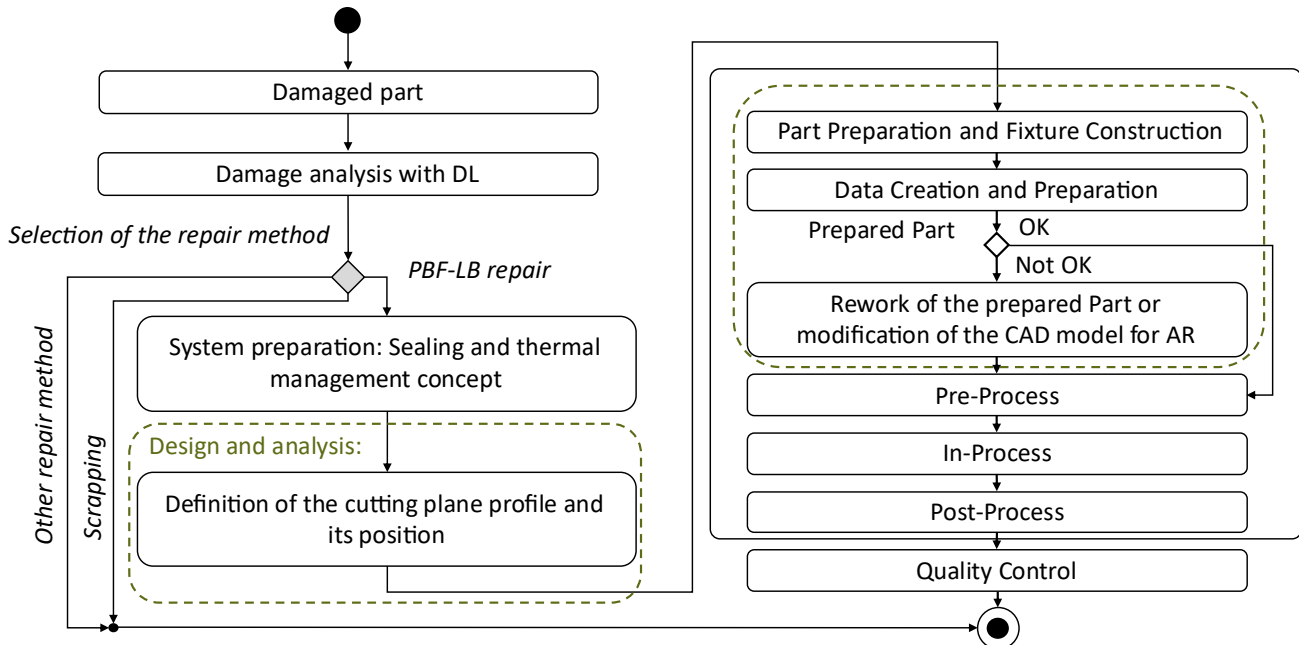 Damaged part
Damage analysis with DL
Selection of the repair method
PBF-LB repair
System preparation: Sealing and thermal
management concept
Other repair method
Scrapping
Design and analysis:
Definition of the cutting plane profile and
its position
Part Preparation and Fixture Construction
Data Creation and Preparation
Prepared Part
OK
Not OK
Rework of the prepared Part or
modification of the CAD model for AR
Pre-Process
In-Process
Post-Process
Quality Control